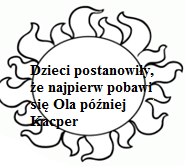 Dzieci postanowiły,
że najpierw pobawi
się Ola później
Kacper